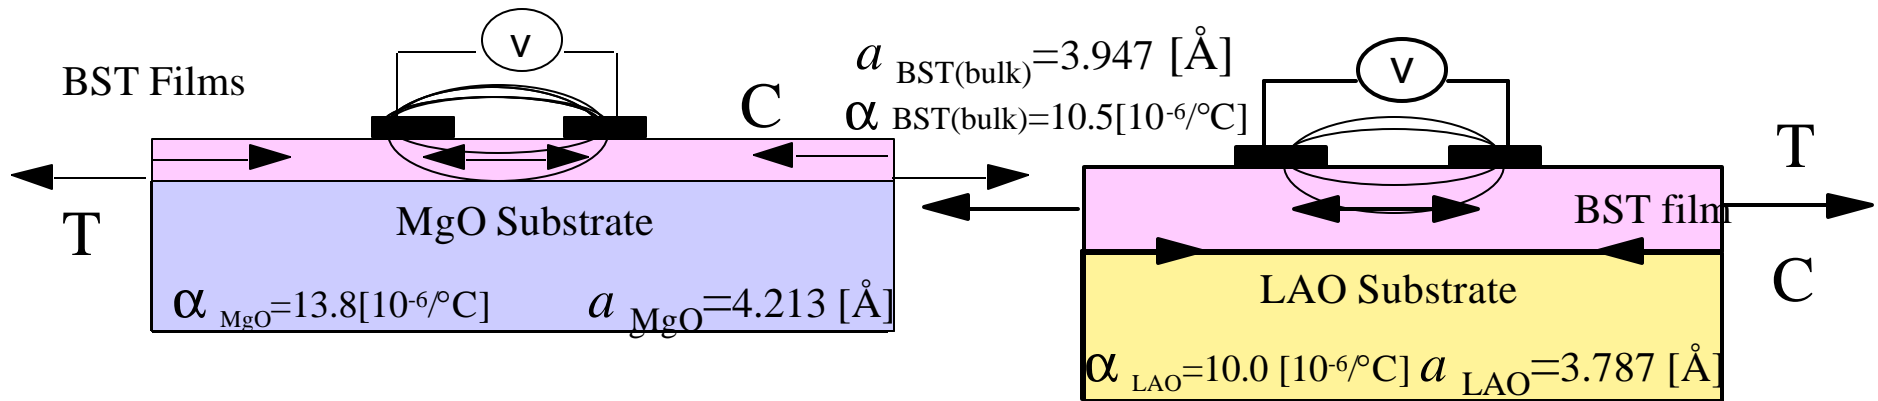 BST Films
V
C
T
MgO Substrate
α MgO=13.8[10-6/°C]
a MgO=4.213 [Å]
a BST(bulk)=3.947 [Å]
α BST(bulk)=10.5[10-6/°C]
V
T
BST film
C
LAO Substrate
α LAO=10.0 [10-6/°C] a LAO=3.787 [Å]